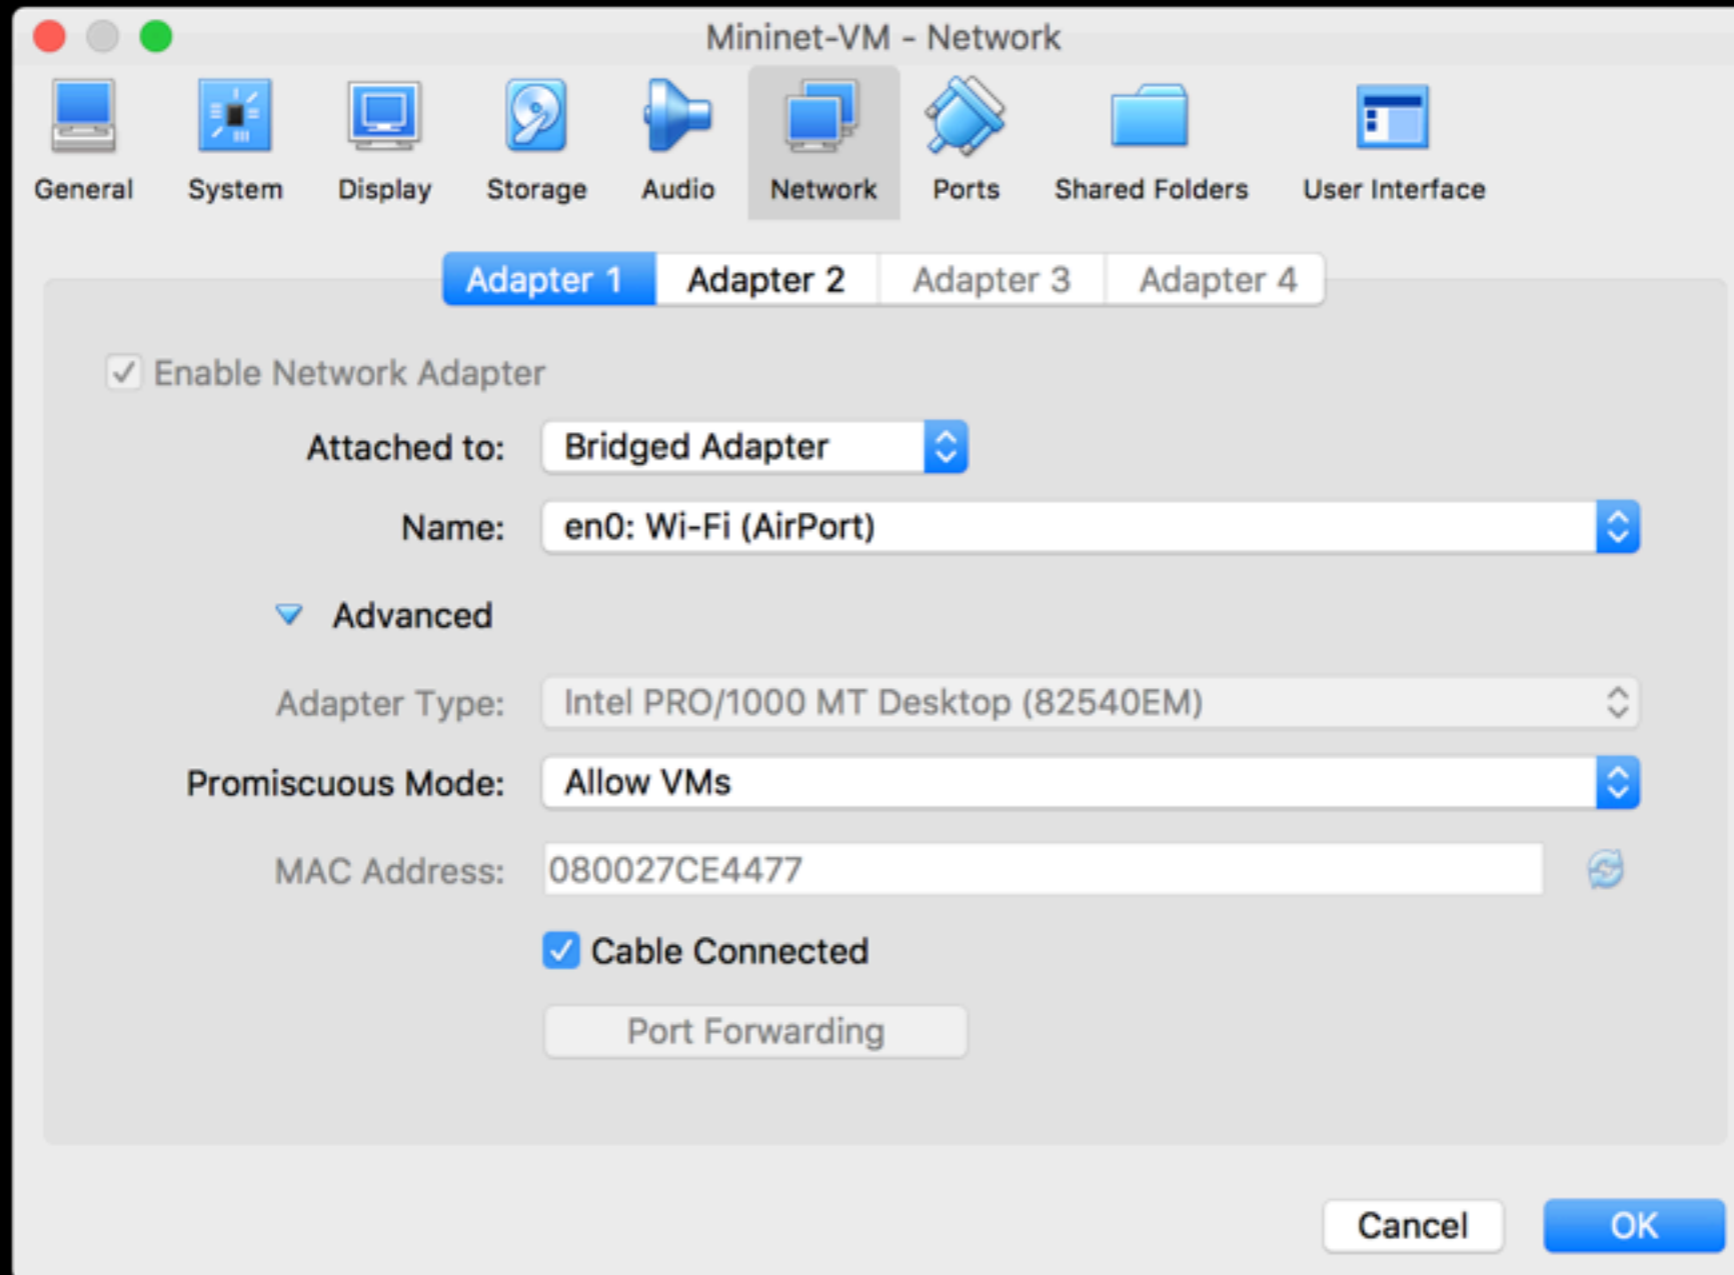 Mininet-VM - Network
General System Display Storage Audio Network Ports Shared Folders User Interface
Adapter 1 Adapter 2 Adapter 3 Adapter 4
Enable Network Adapter
Attached to: Bridged Adapter
Name: en0: Wi-Fi (AirPort)
Advanced
Adapter Type: Intel PRO/1000 MT Desktop (82540EM)
Promiscuous Mode: Allow VMs
MAC Address: 080027CE4477
Cable Connected
Port Forwarding
Cancel OK